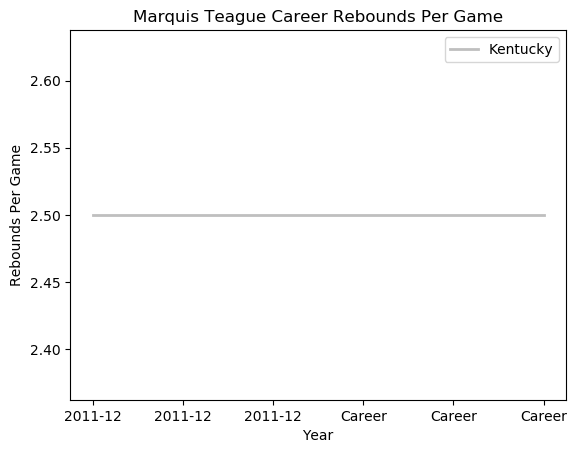 Marquis Teague Career Rebounds Per Game
Kentucky
2.60
2.55
2.50
2.45
2.40
Rebounds Per Game
2011-12 2011-12 2011-12 Career Career Career
Year